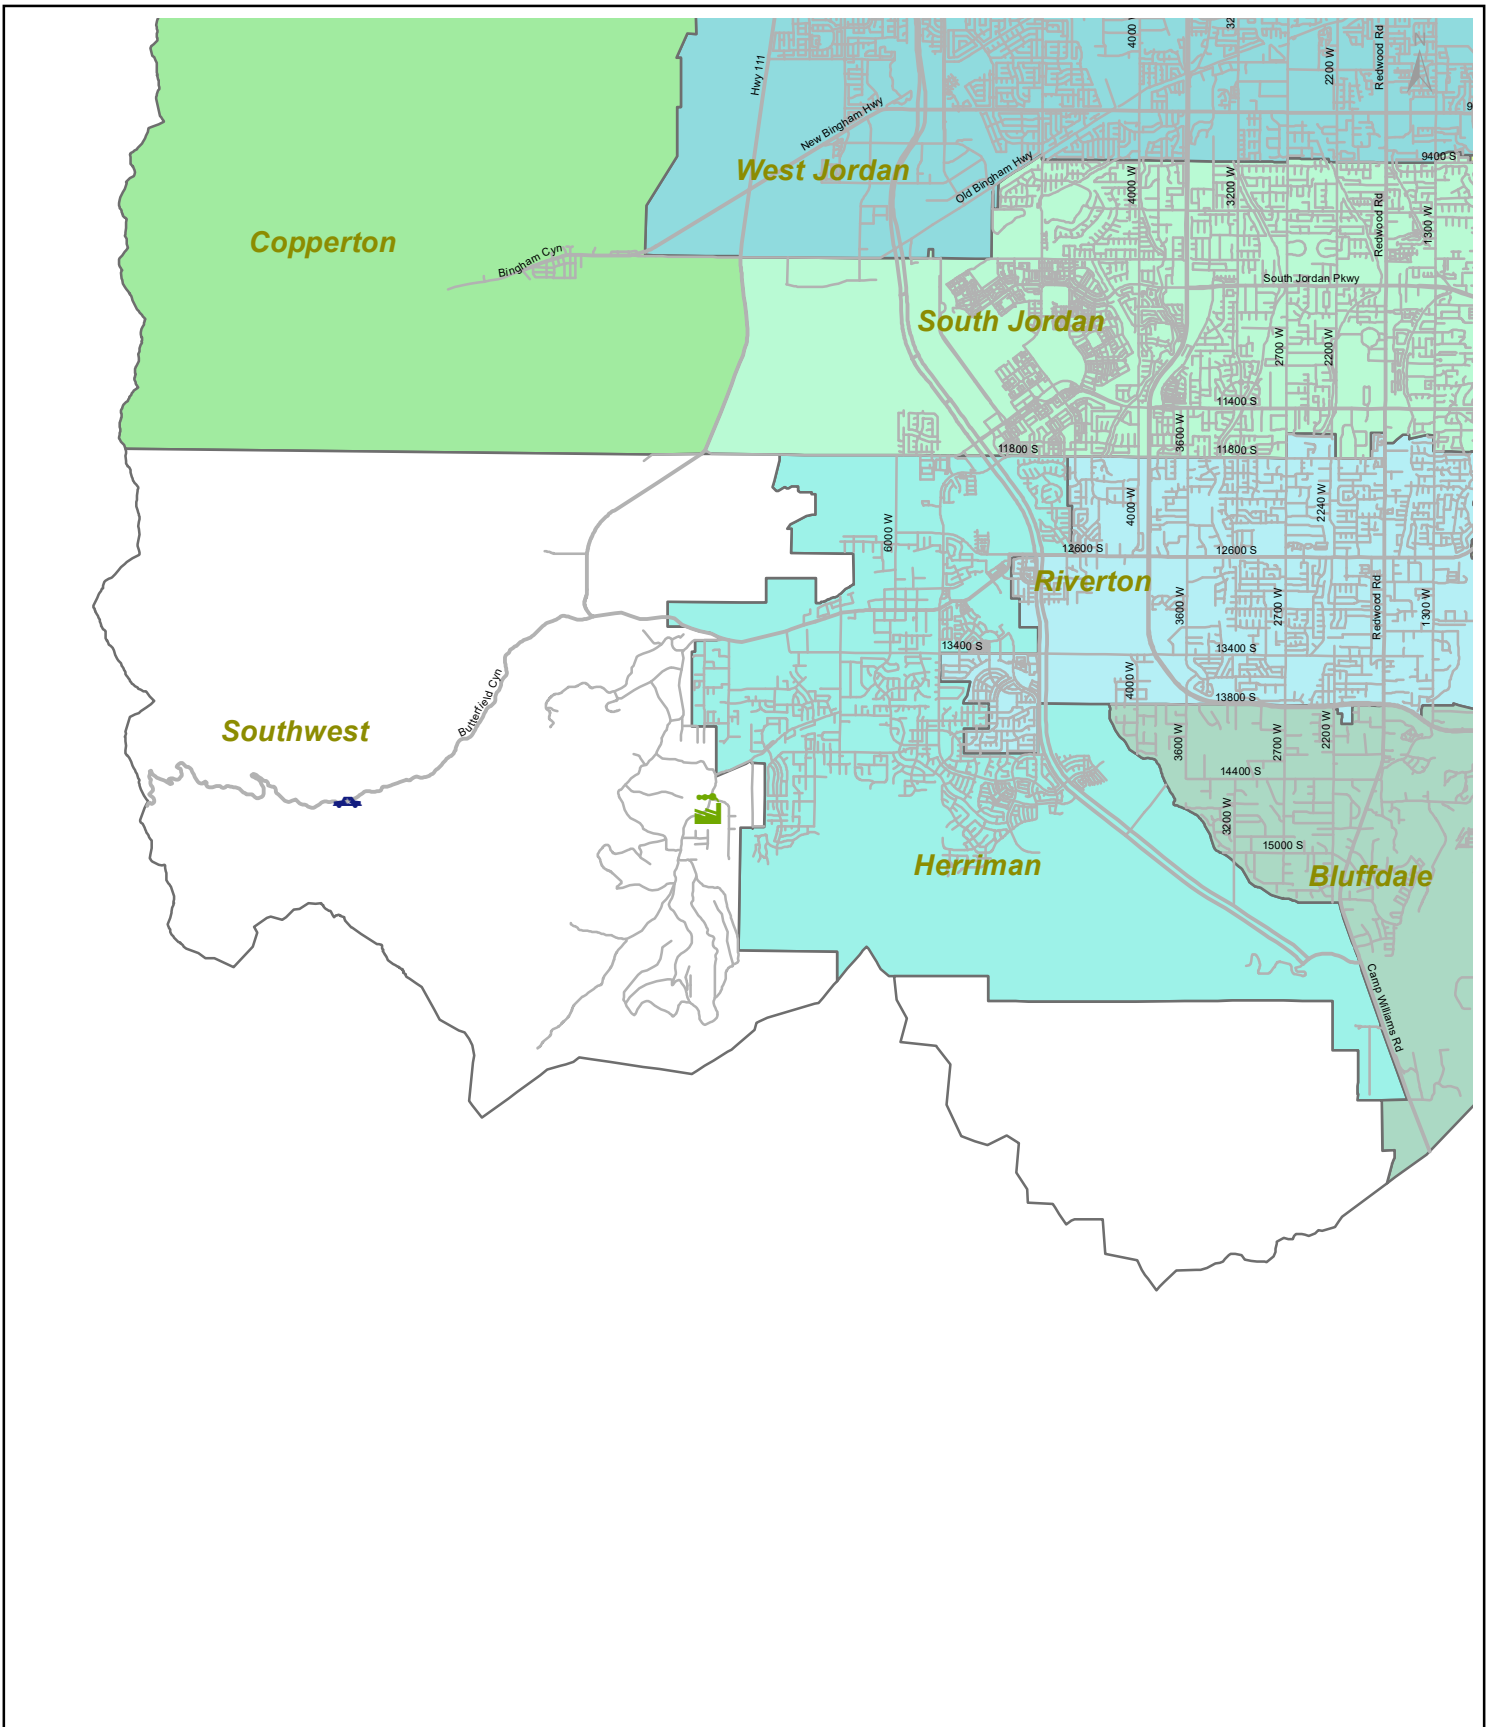 4000 W
32
2200 W
Redwood Rd
N
Hwy 111
New Bingham Hwy
9
West Jordan
Old Bingham Hwy
9400 S
4000 W
3200 W
Redwood Rd
1300 W
Copperton
Bingham Cyn
South Jordan Pkwy
South Jordan
2700 W
2200 W
11400 S
3600 W
11800 S
11800 S
6000 W
4000 W
2240 W
12600 S
12600 S
Riverton
3600 W
2700 W
Redwood Rd
1300 W
13400 S
13400 S
4000 W
13800 S
Butterfield Cyn
Southwest
3600 W
2700 W
2200 W
14400 S
3200 W
15000 S
Herriman
Bluffdale
Camp Williams Rd